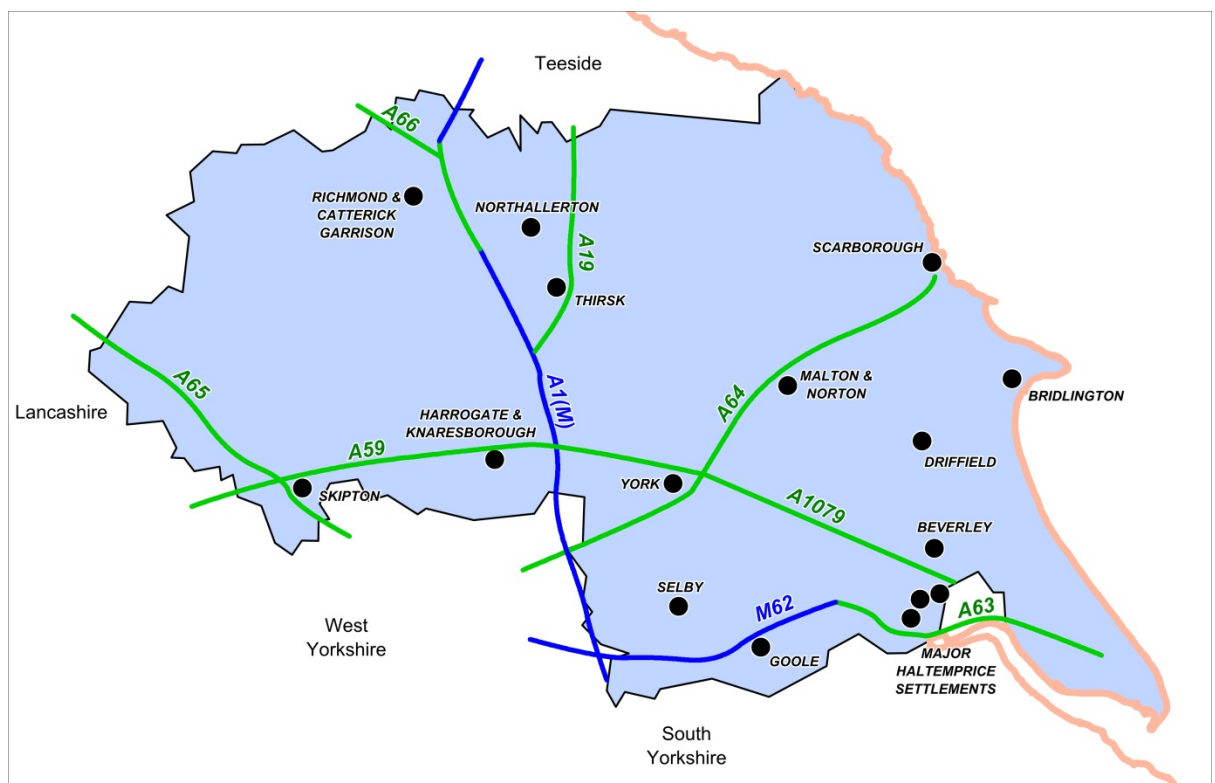 Teeside
A66
RICHMOND &
CATTERICK
GARRISON
NORTHALLERTON
A19
SCARBOROUGH
THIRSK
A65
A1(M)
A64
MALTON &
NORTON
BRIDLINGTON
Lancashire
HARROGATE &
KNARESBOROUGH
A59
DRIFFIELD
SKIPTON
YORK
A1079
BEVERLEY
SELBY
M62
A63
West
Yorkshire
GOOLE
MAJOR
HALTEMPRICE
SETTLEMENTS
South
Yorkshire